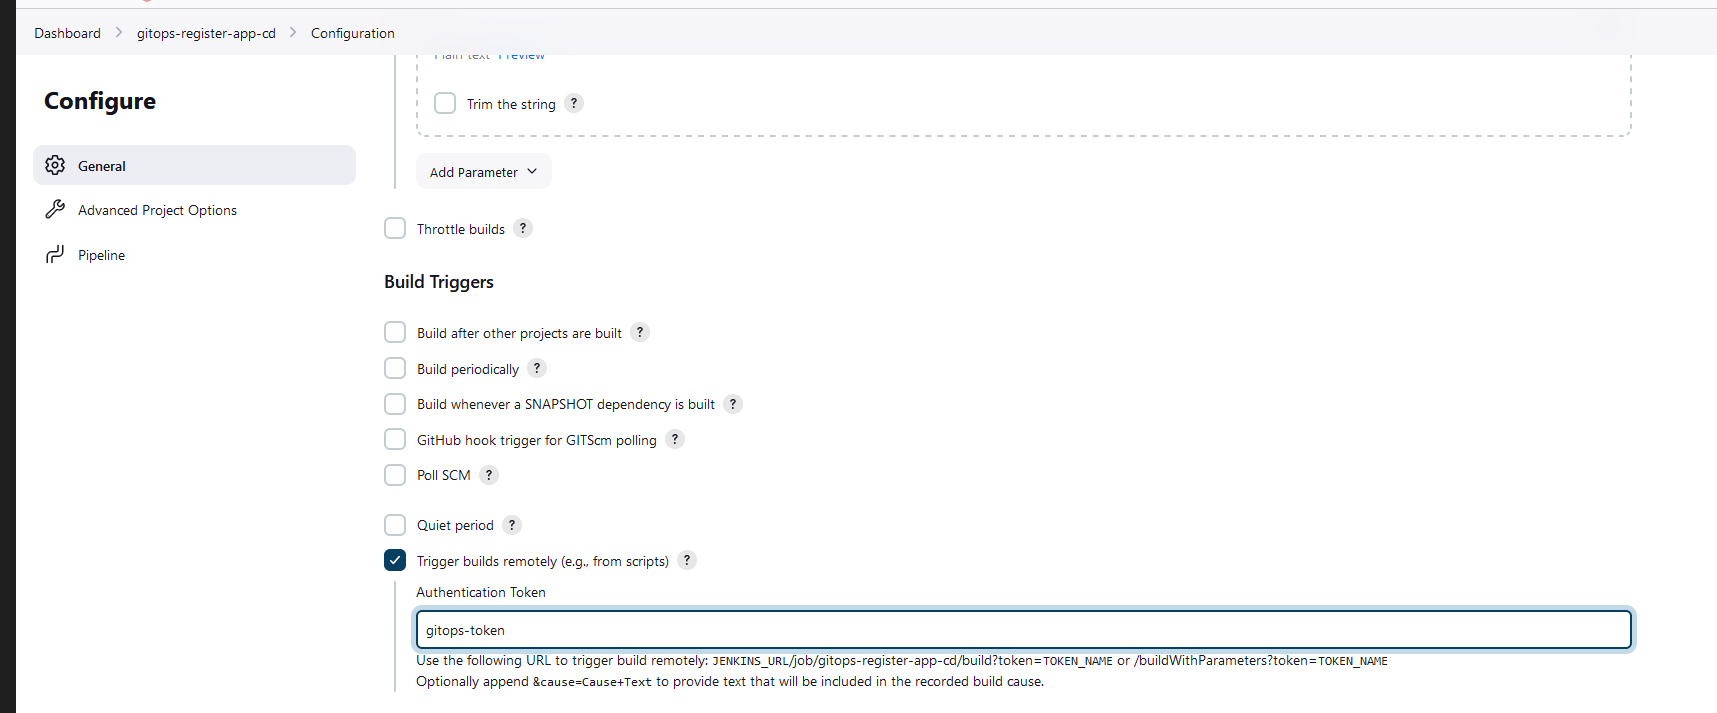 Dashboard > gitops-register-app-cd > Configuration
Plain text Preview
Configure
Trim the string ?
General
Add Parameter
Advanced Project Options
Throttle builds ?
Pipeline
Build Triggers
Build after other projects are built ?
Build periodically ?
Build whenever a SNAPSHOT dependency is built ?
GitHub hook trigger for GITScm polling ?
Poll SCM ?
Quiet period ?
Trigger builds remotely (e.g., from scripts) ?
Authentication Token
gitops-token
Use the following URL to trigger build remotely: JENKINS_URL/job/gitops-register-app-cd/build?token=TOKEN_NAME or /buildWithParameters?token=TOKEN_NAME
Optionally append &cause=Cause+Text to provide text that will be included in the recorded build cause.